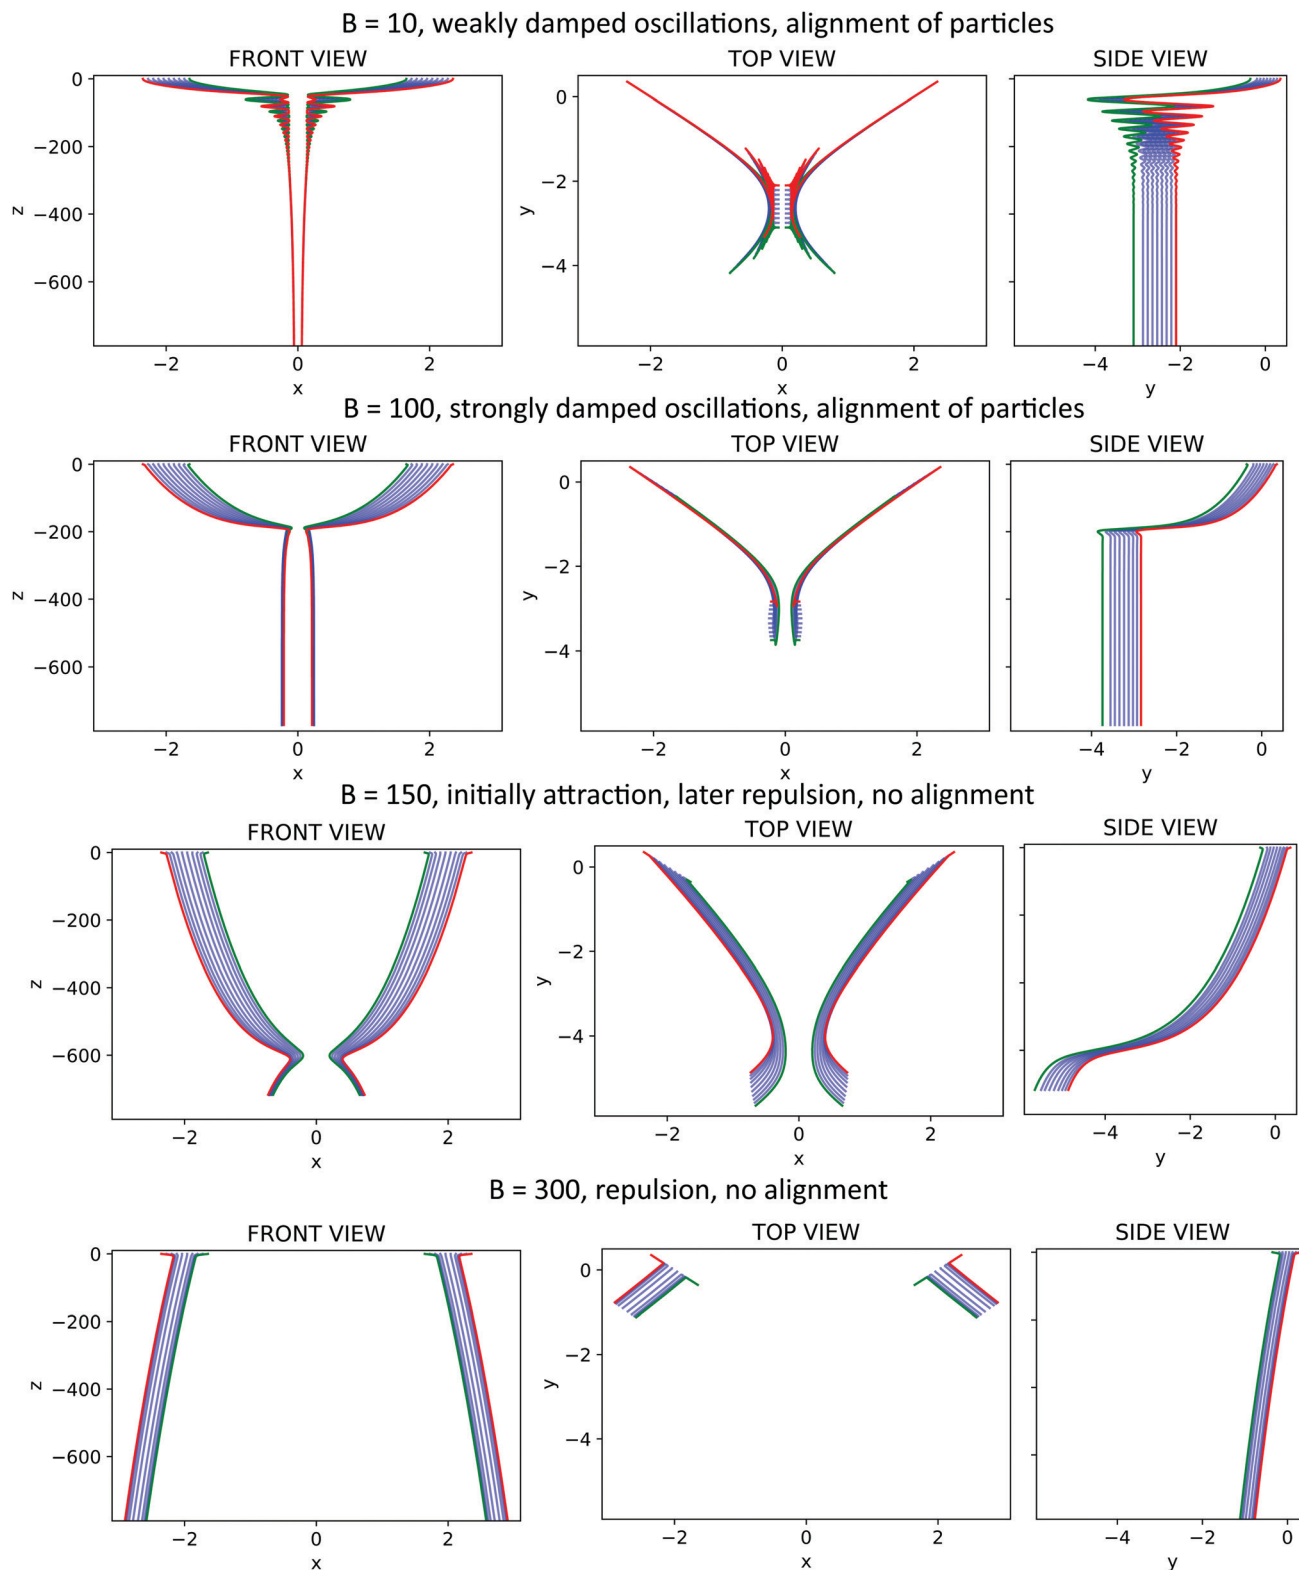 B = 10, weakly damped oscillations, alignment of particles
FRONT VIEW
TOP VIEW
SIDE VIEW
0
−200
−400
−600
z
−2
0
2
x
0
−2
−4
y
−2
0
2
x
−4
−2
0
y
B = 100, strongly damped oscillations, alignment of particles
FRONT VIEW
TOP VIEW
SIDE VIEW
0
−200
−400
−600
z
−2
0
2
x
0
−2
−4
y
−2
0
2
x
−4
−2
0
y
B = 150, initially attraction, later repulsion, no alignment
FRONT VIEW
TOP VIEW
SIDE VIEW
0
−200
−400
−600
z
−2
0
2
x
0
−2
−4
y
−2
0
2
x
−4
−2
0
y
B = 300, repulsion, no alignment
FRONT VIEW
TOP VIEW
SIDE VIEW
0
−200
−400
−600
z
−2
0
2
x
0
−2
−4
y
−2
0
2
x
−4
−2
0
y